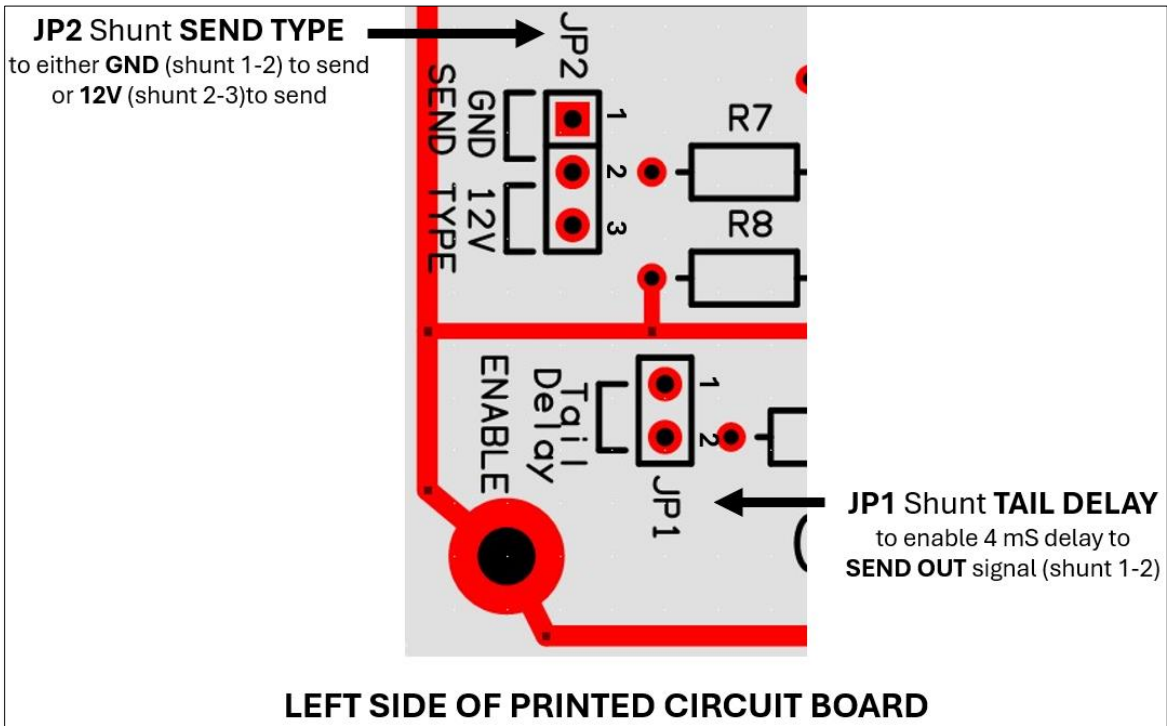 JP2 Shunt SEND TYPE
to either GND (shunt 1-2) to send
or 12V (shunt 2-3)to send
JP2
SEND TYPE
GND
12V
1
2
3
R7
R8
ENABLE
Tail
Delay
1
2
JP1
JP1 Shunt TAIL DELAY
to enable 4 mS delay to
SEND OUT signal (shunt 1-2)
LEFT SIDE OF PRINTED CIRCUIT BOARD